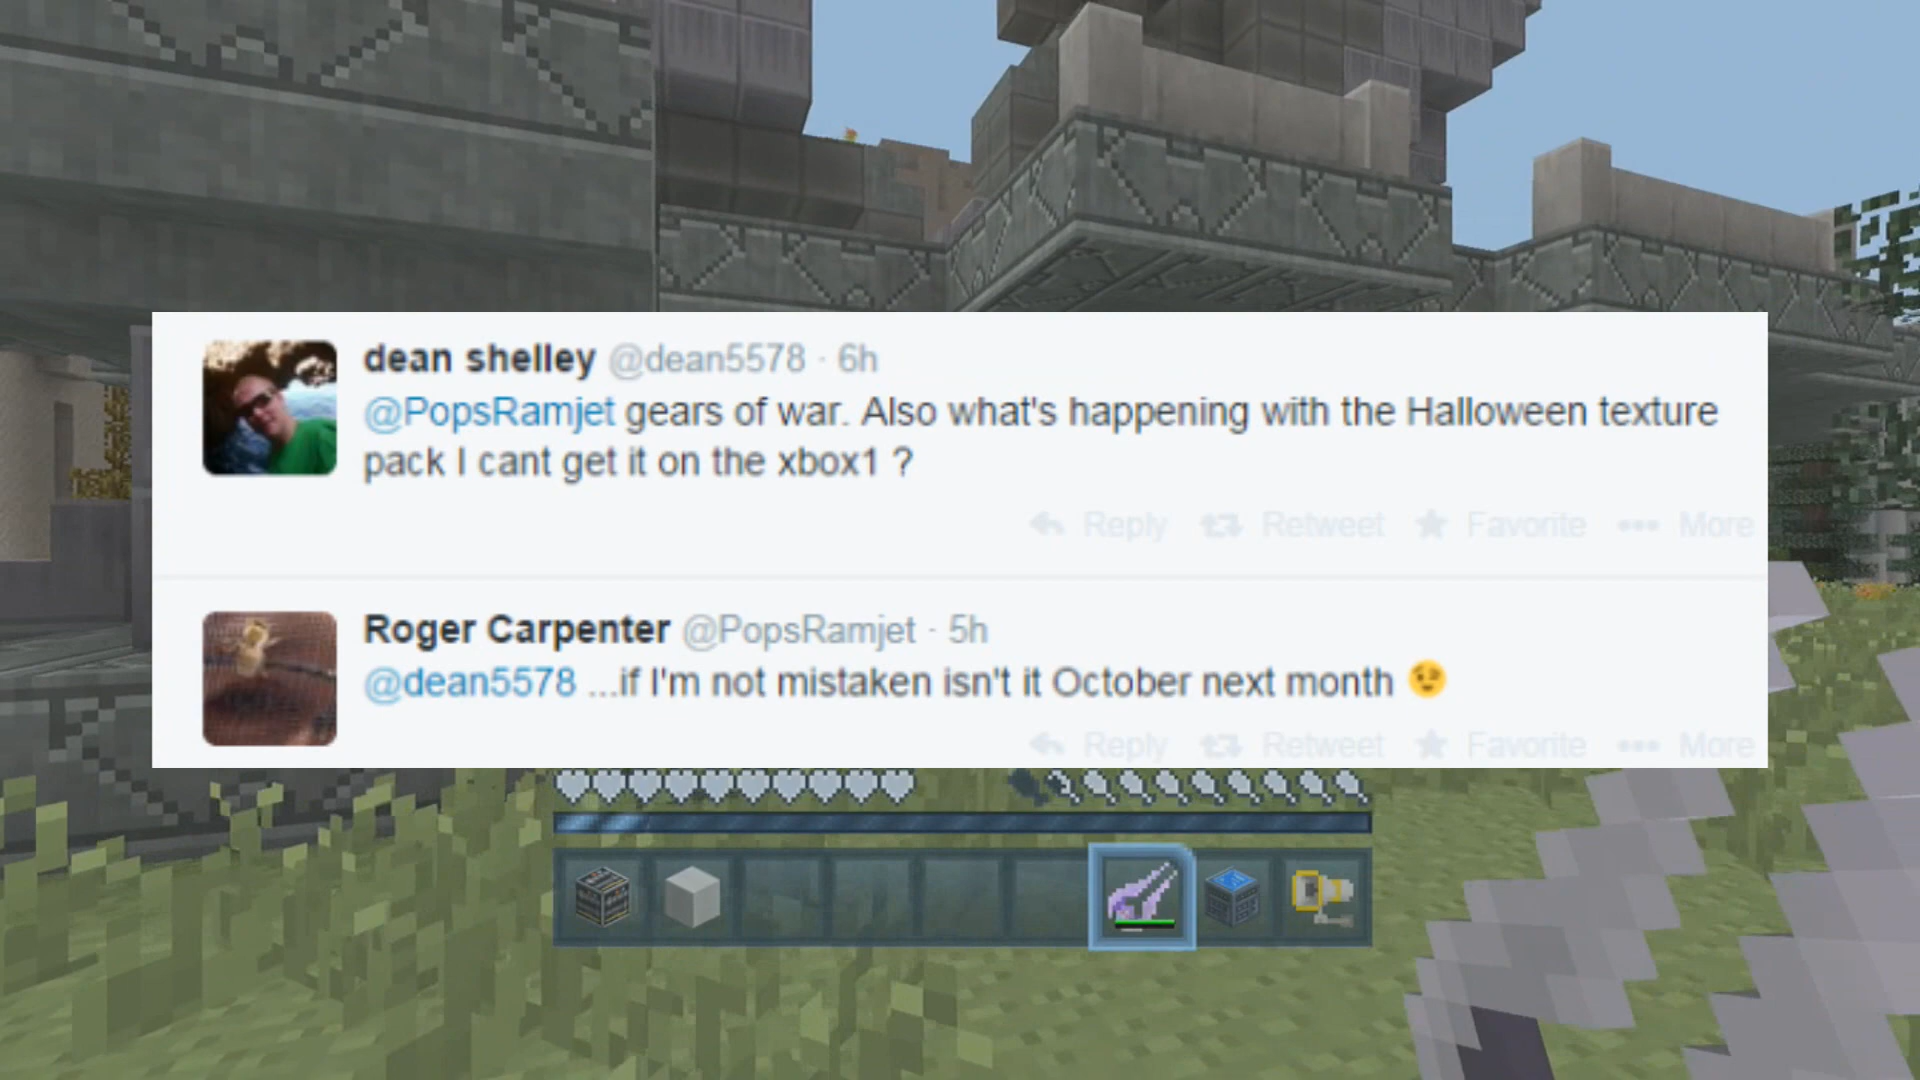 dean shelley @dean5578 · 6h
@PopsRamjet gears of war. Also what's happening with the Halloween texture
pack I cant get it on the xbox1 ?
Reply Retweet Favorite More
Roger Carpenter @PopsRamjet · 5h
@dean5578 ...if I'm not mistaken isn't it October next month 😉
Reply Retweet Favorite More